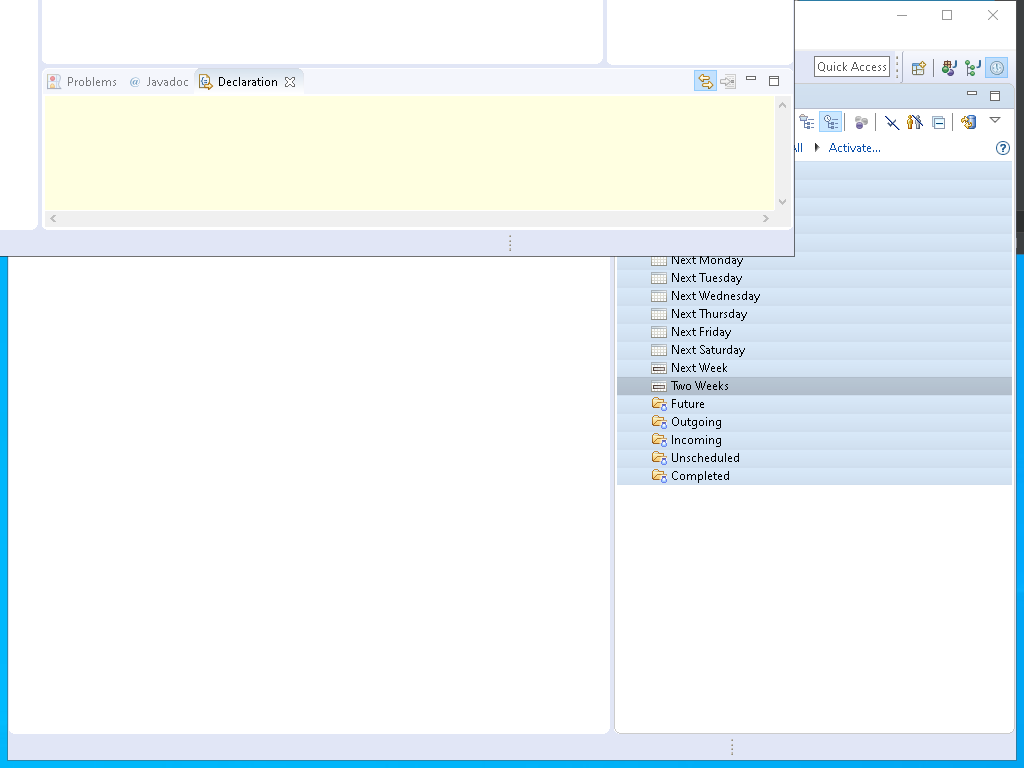 Problems
@ Javadoc
Declaration
Quick Access
All
Activate...
Next Monday
Next Tuesday
Next Wednesday
Next Thursday
Next Friday
Next Saturday
Next Week
Two Weeks
Future
Outgoing
Incoming
Unscheduled
Completed